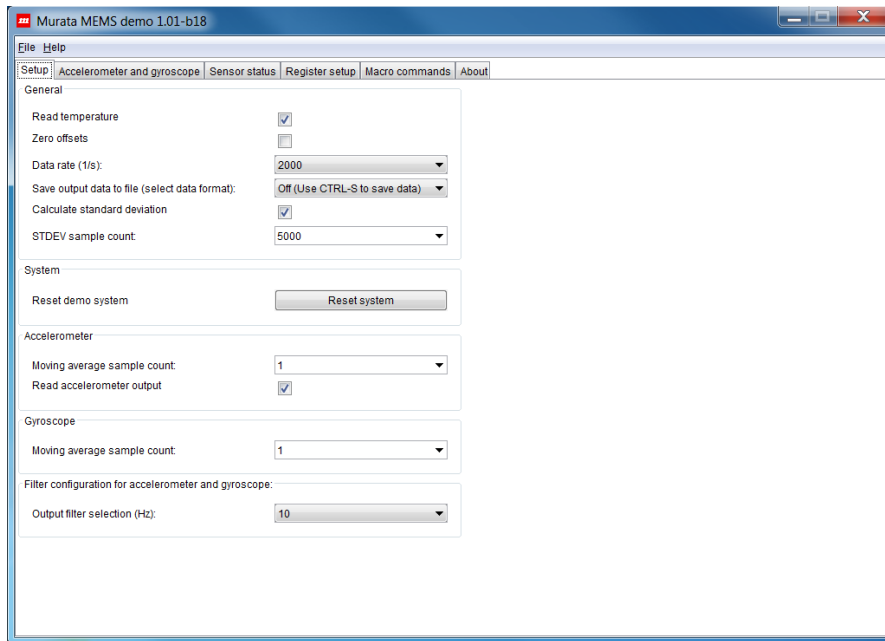 Murata MEMS demo 1.01-b18
File Help
Setup Accelerometer and gyroscope Sensor status Register setup Macro commands About
General
Read temperature
Zero offsets
Data rate (1/s): 2000
Save output data to file (select data format): Off (Use CTRL-S to save data)
Calculate standard deviation
STDEV sample count: 5000
System
Reset demo system Reset system
Accelerometer
Moving average sample count: 1
Read accelerometer output
Gyroscope
Moving average sample count: 1
Filter configuration for accelerometer and gyroscope:
Output filter selection (Hz): 10